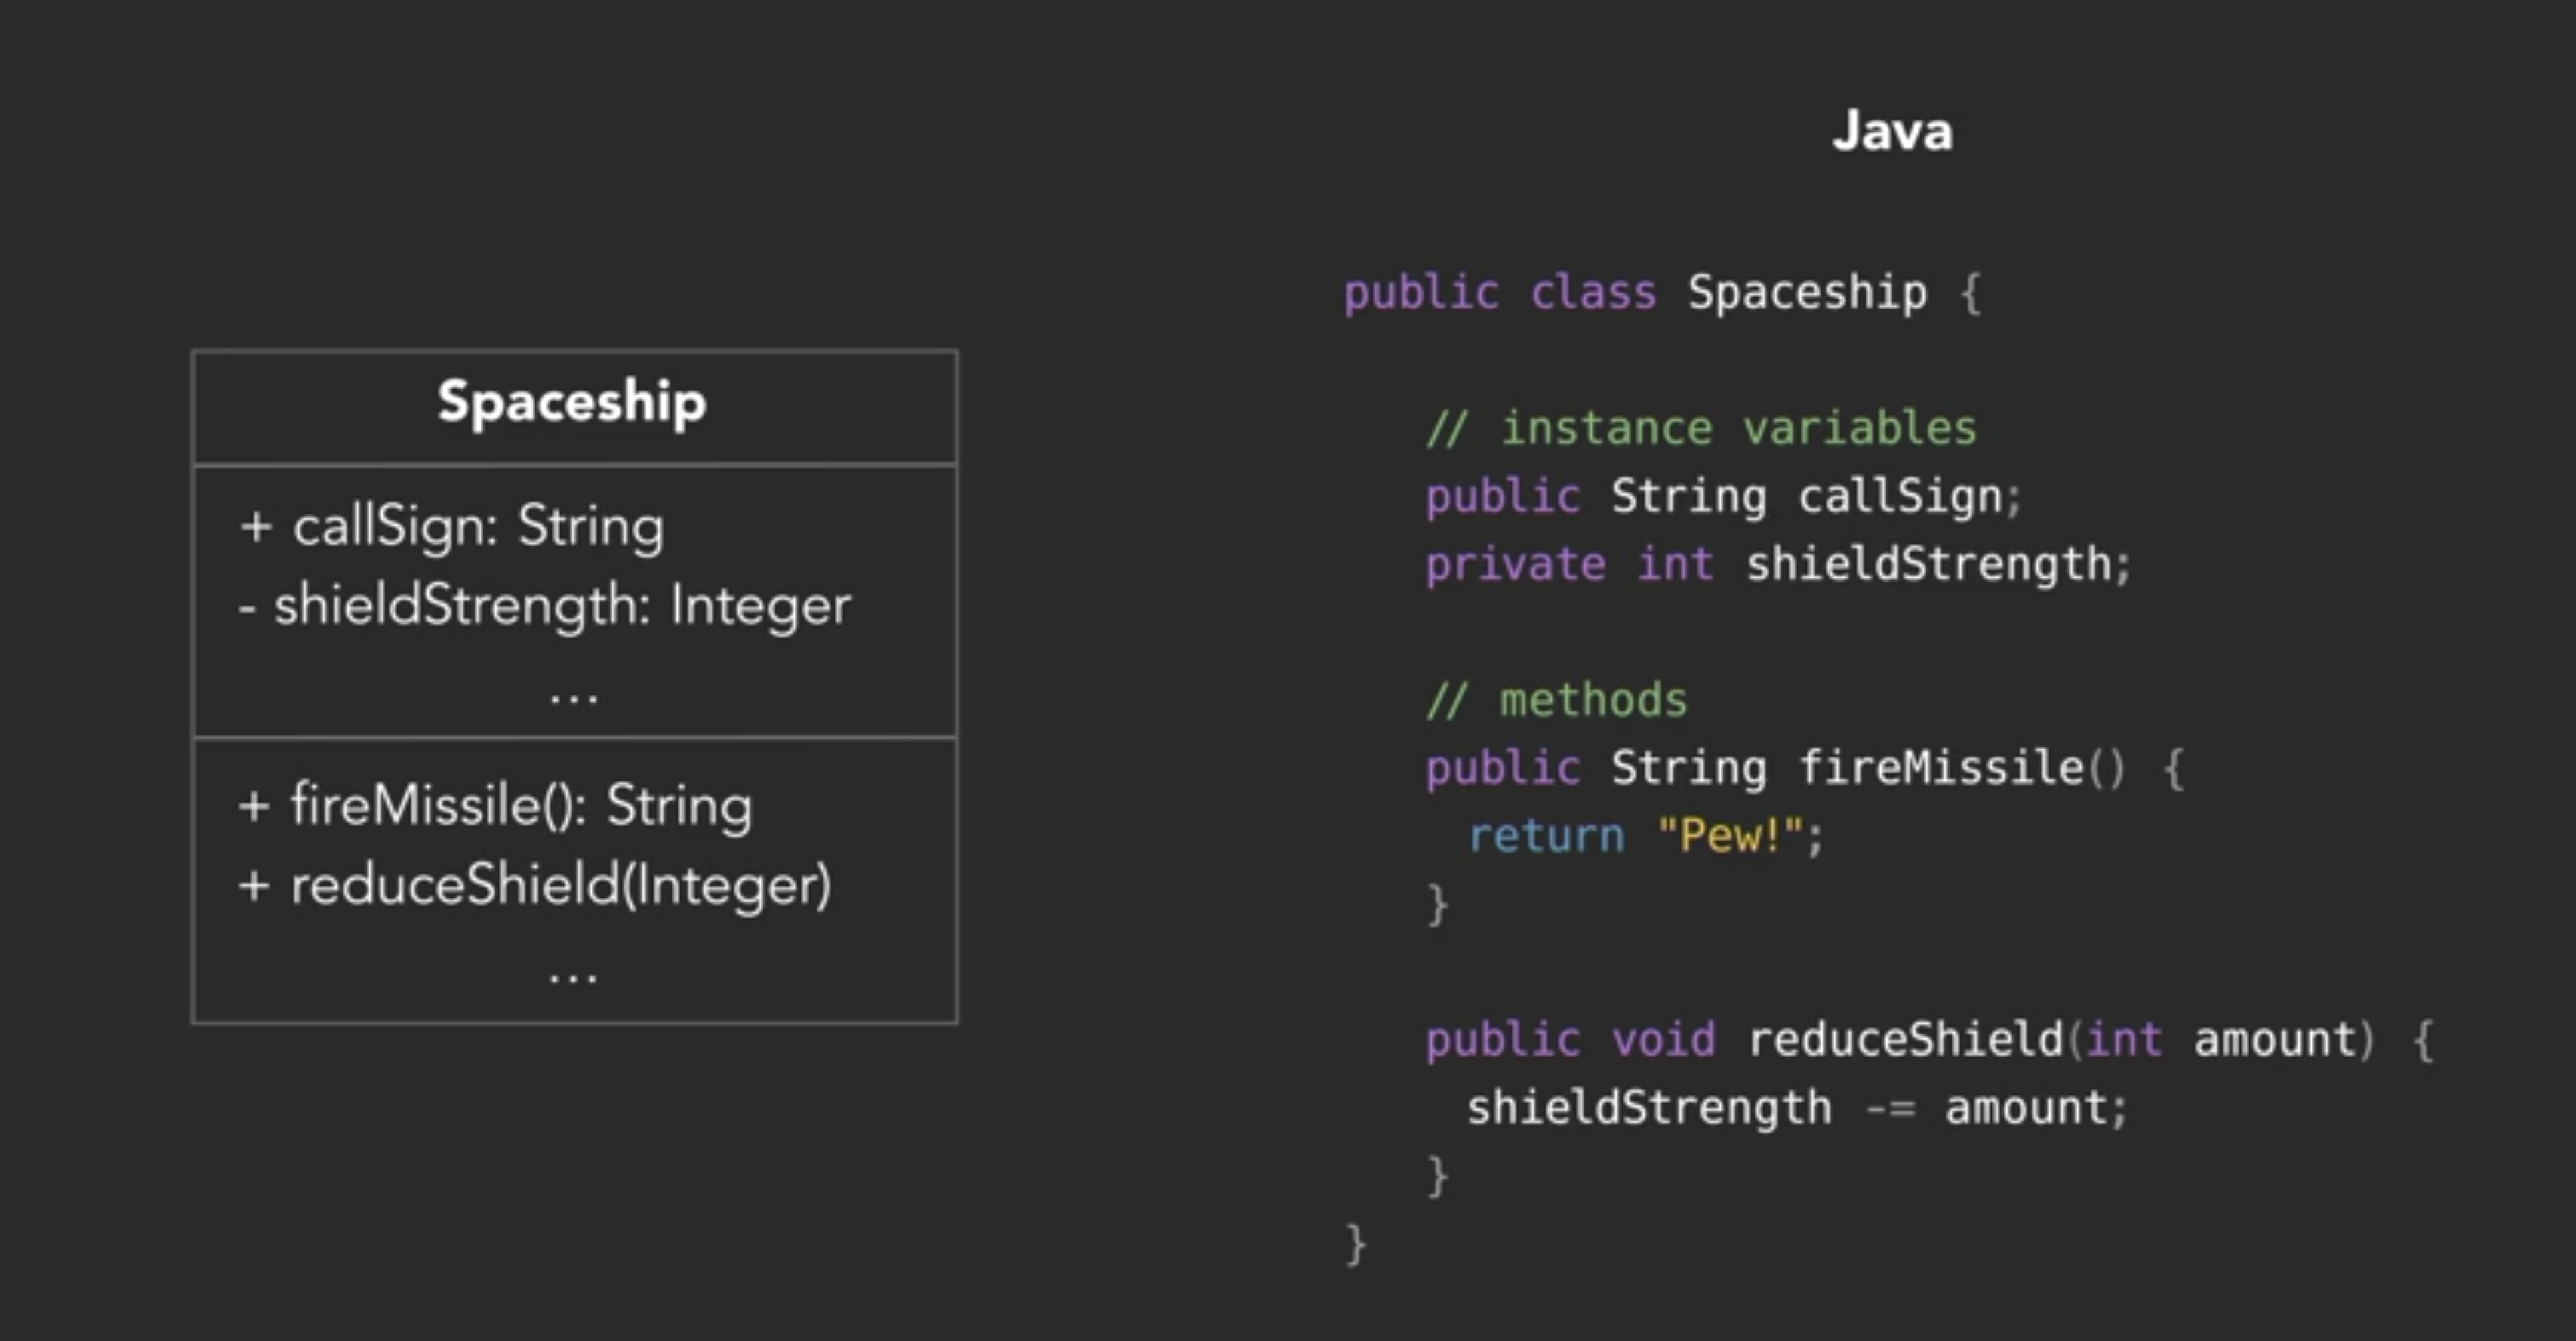 Spaceship
+ callSign: String
- shieldStrength: Integer
...
+ fireMissile(): String
+ reduceShield(Integer)
...
Java
public class Spaceship {
// instance variables
public String callSign;
private int shieldStrength;
// methods
public String fireMissile() {
return "Pew!";
}
public void reduceShield(int amount) {
shieldStrength -= amount;
}
}